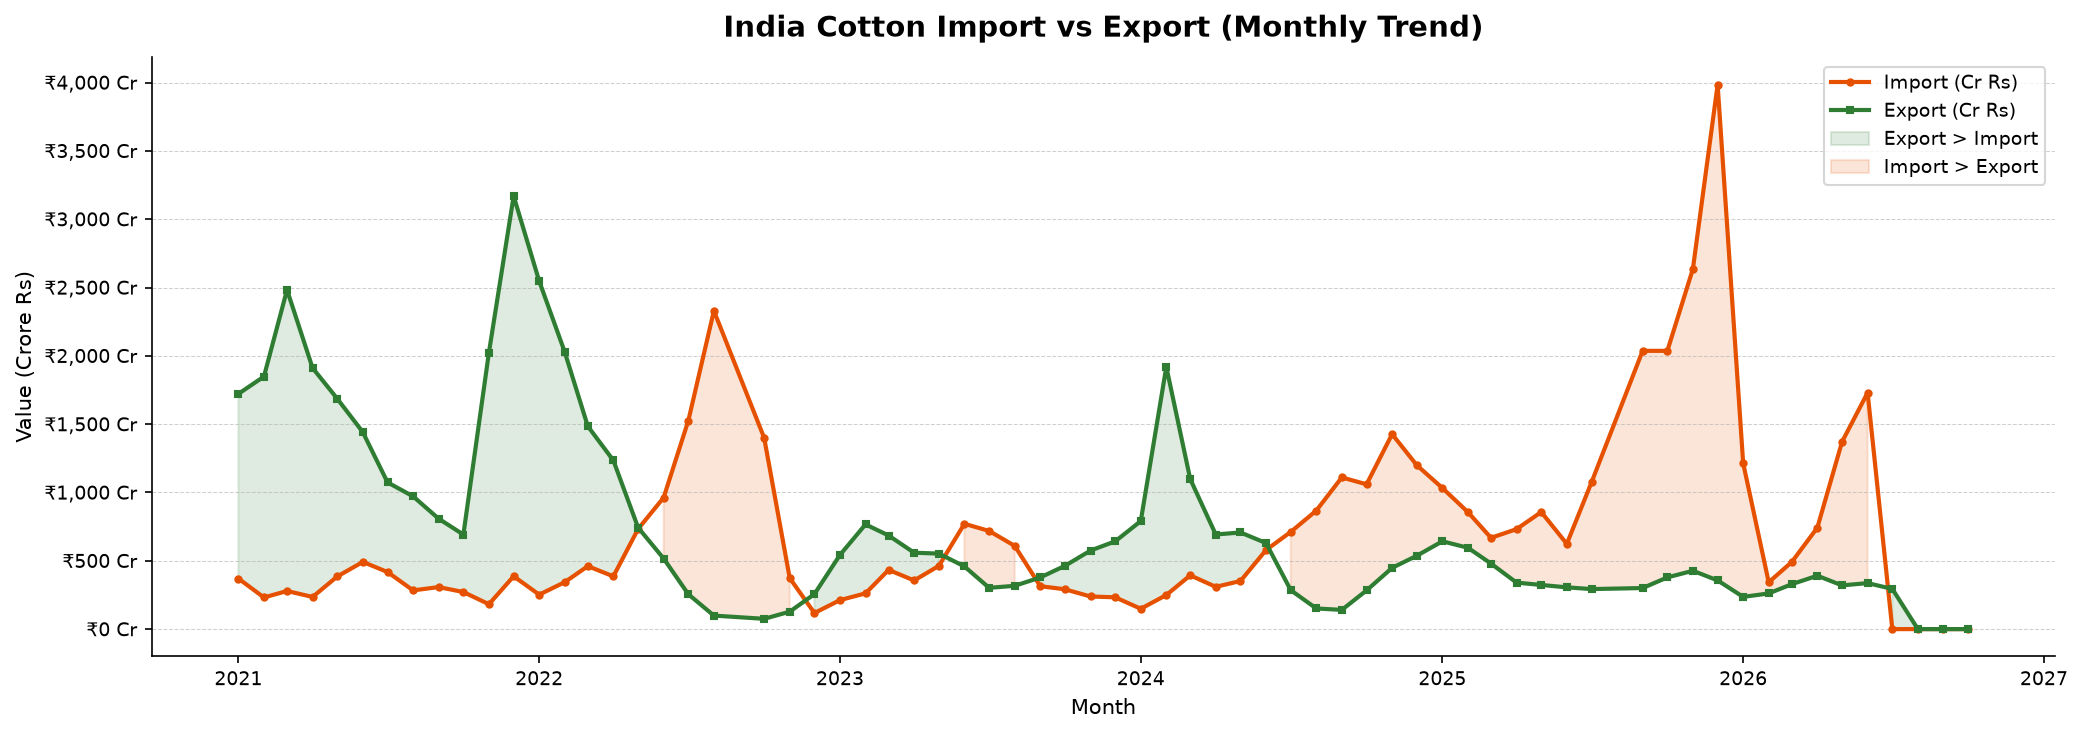 India Cotton Import vs Export (Monthly Trend)
Import (Cr Rs)
Export (Cr Rs)
Export > Import
Import > Export
Value (Crore Rs)
₹4,000 Cr
₹3,500 Cr
₹3,000 Cr
₹2,500 Cr
₹2,000 Cr
₹1,500 Cr
₹1,000 Cr
₹500 Cr
₹0 Cr
2021 2022 2023 2024 2025 2026 2027
Month